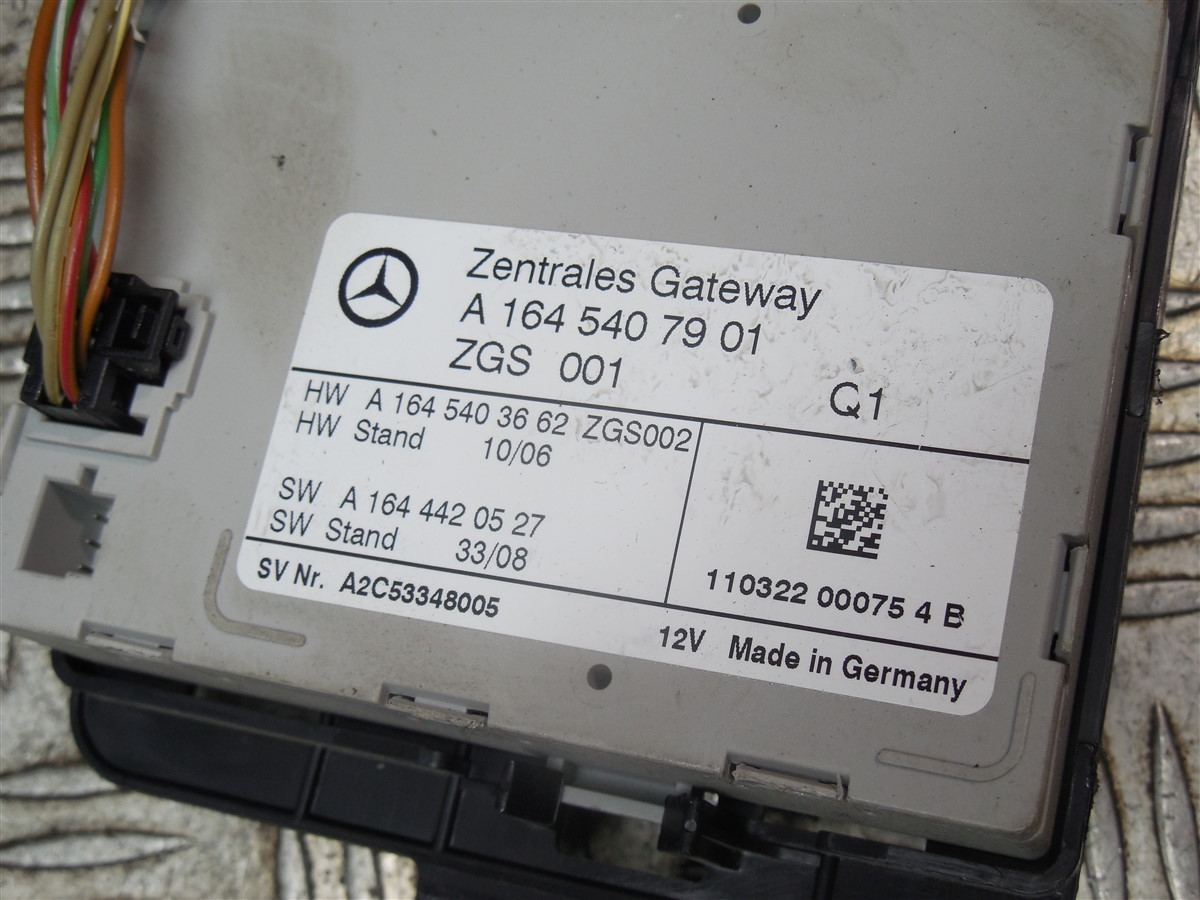 Zentrales Gateway
A 164 540 79 01
ZGS 001
Q1
HW A 164 540 36 62 ZGS002
HW Stand 10/06
SW A 164 442 05 27
SW Stand 33/08
110322 00075 4 B
SV Nr. A2C53348005
12V Made in Germany